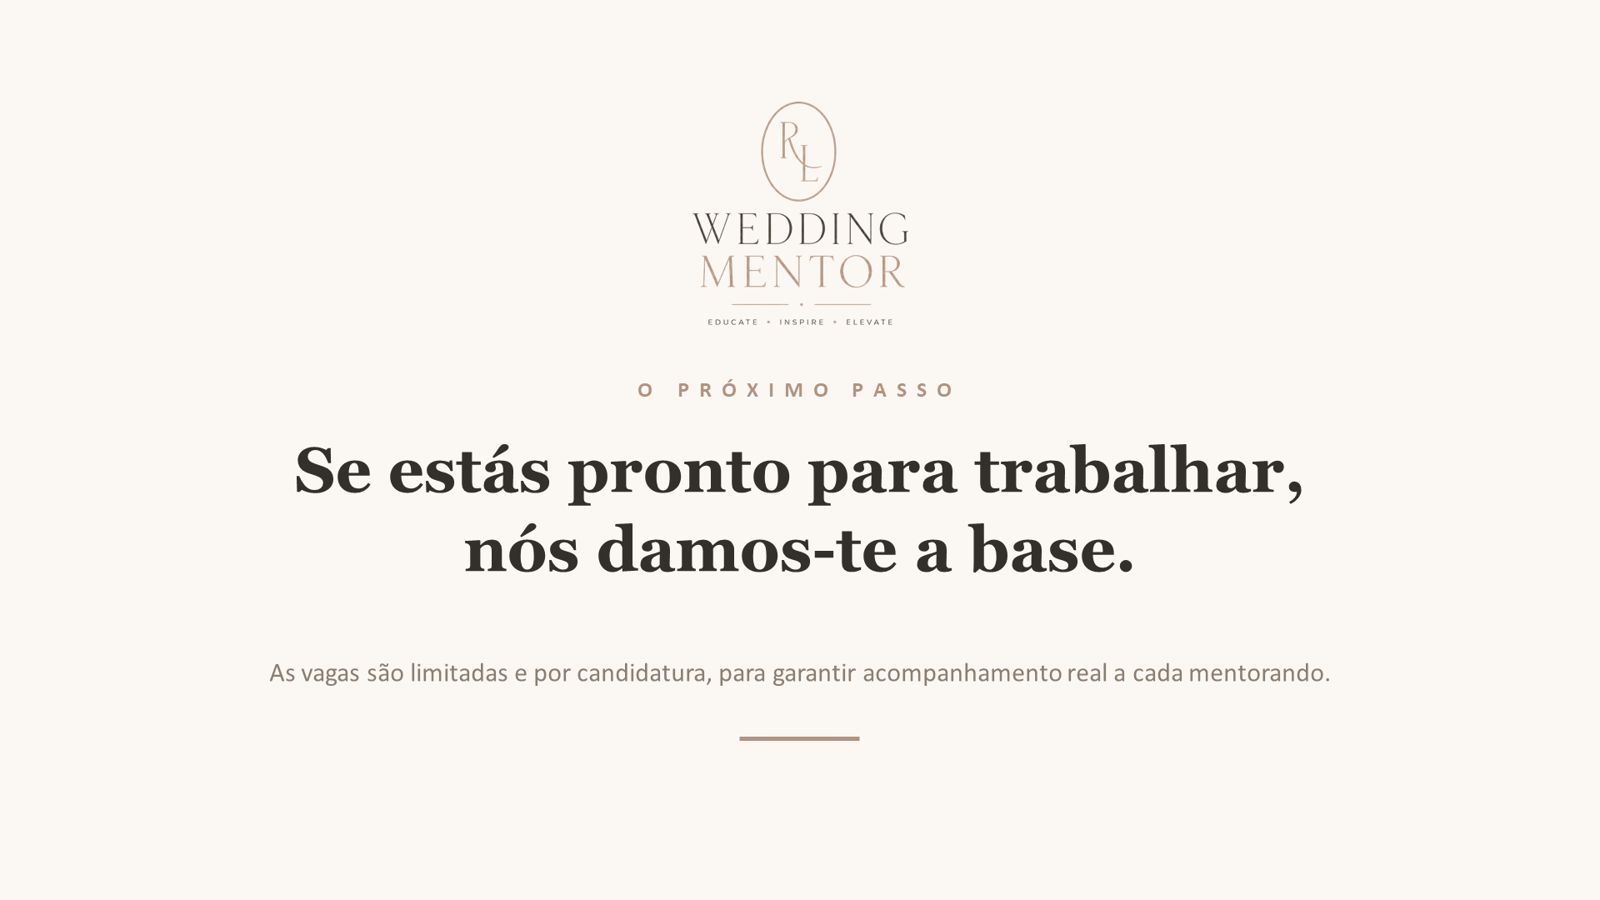 RL
WEDDING
MENTOR
EDUCATE • INSPIRE • ELEVATE
O PRÓXIMO PASSO
Se estás pronto para trabalhar,
nós damos-te a base.
As vagas são limitadas e por candidatura, para garantir acompanhamento real a cada mentorando.